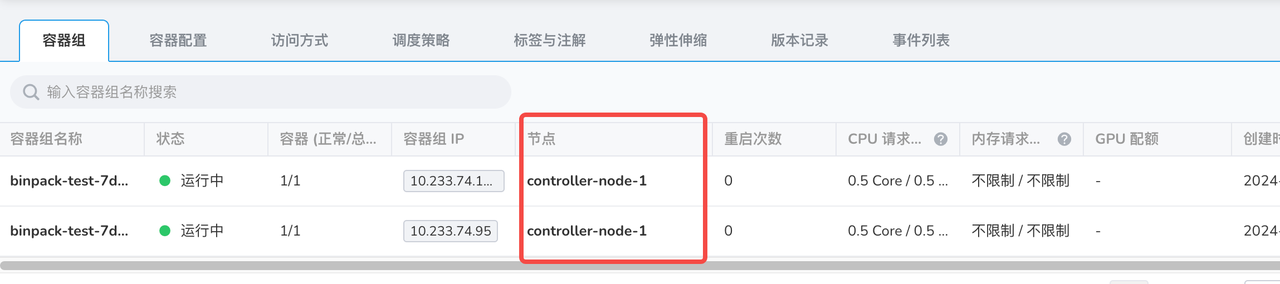 容器组 容器配置 访问方式 调度策略 标签与注解 弹性伸缩 版本记录 事件列表
输入容器组名称搜索
容器组名称 状态 容器 (正常/总... 容器组 IP 节点 重启次数 CPU 请求... 内存请求... GPU 配额 创建时
binpack-test-7d... 运行中 1/1 10.233.74.1... controller-node-1 0 0.5 Core / 0.5 ... 不限制 / 不限制 - 2024-
binpack-test-7d... 运行中 1/1 10.233.74.95 controller-node-1 0 0.5 Core / 0.5 ... 不限制 / 不限制 - 2024-